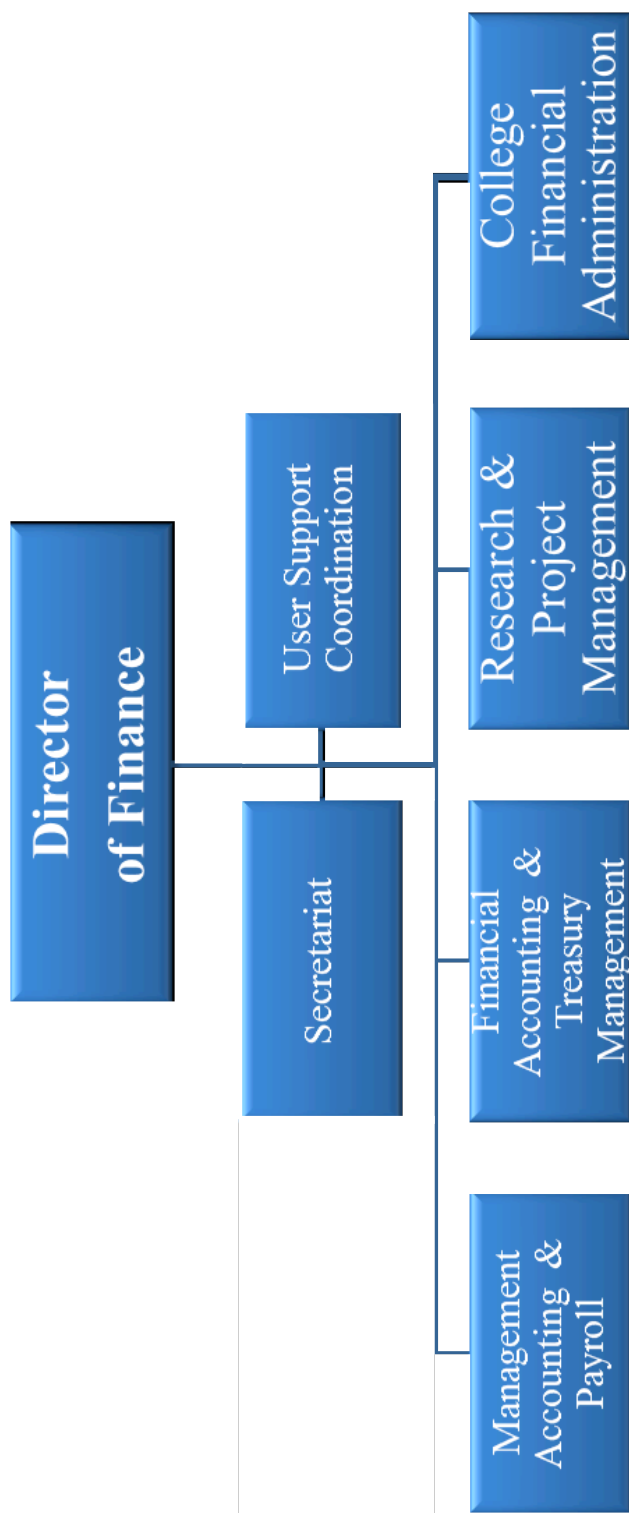 Director
of Finance
Secretariat
User Support
Coordination
Management
Accounting &
Payroll
Financial
Accounting &
Treasury
Management
Research &
Project
Management
College
Financial
Administration